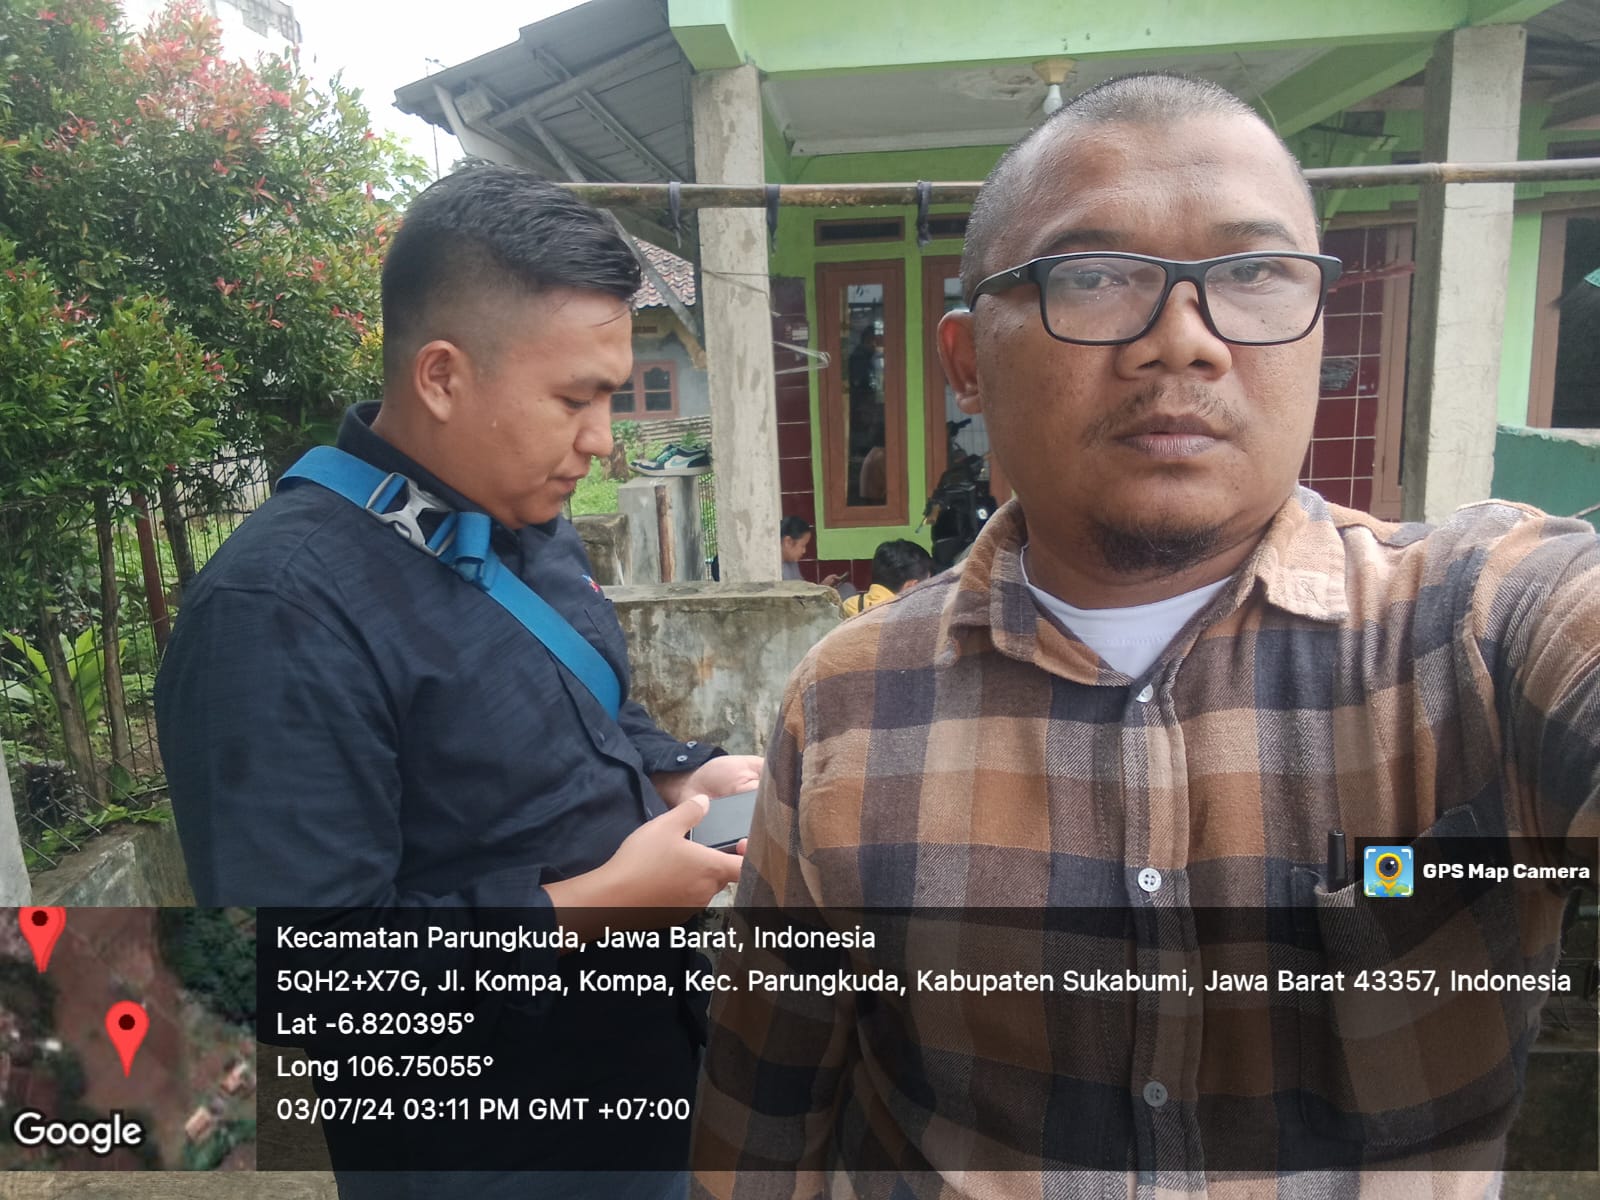 GPS Map Camera
Kecamatan Parungkuda, Jawa Barat, Indonesia
5QH2+X7G, Jl. Kompa, Kompa, Kec. Parungkuda, Kabupaten Sukabumi, Jawa Barat 43357, Indonesia
Lat -6.820395°
Long 106.75055°
03/07/24 03:11 PM GMT +07:00
Google